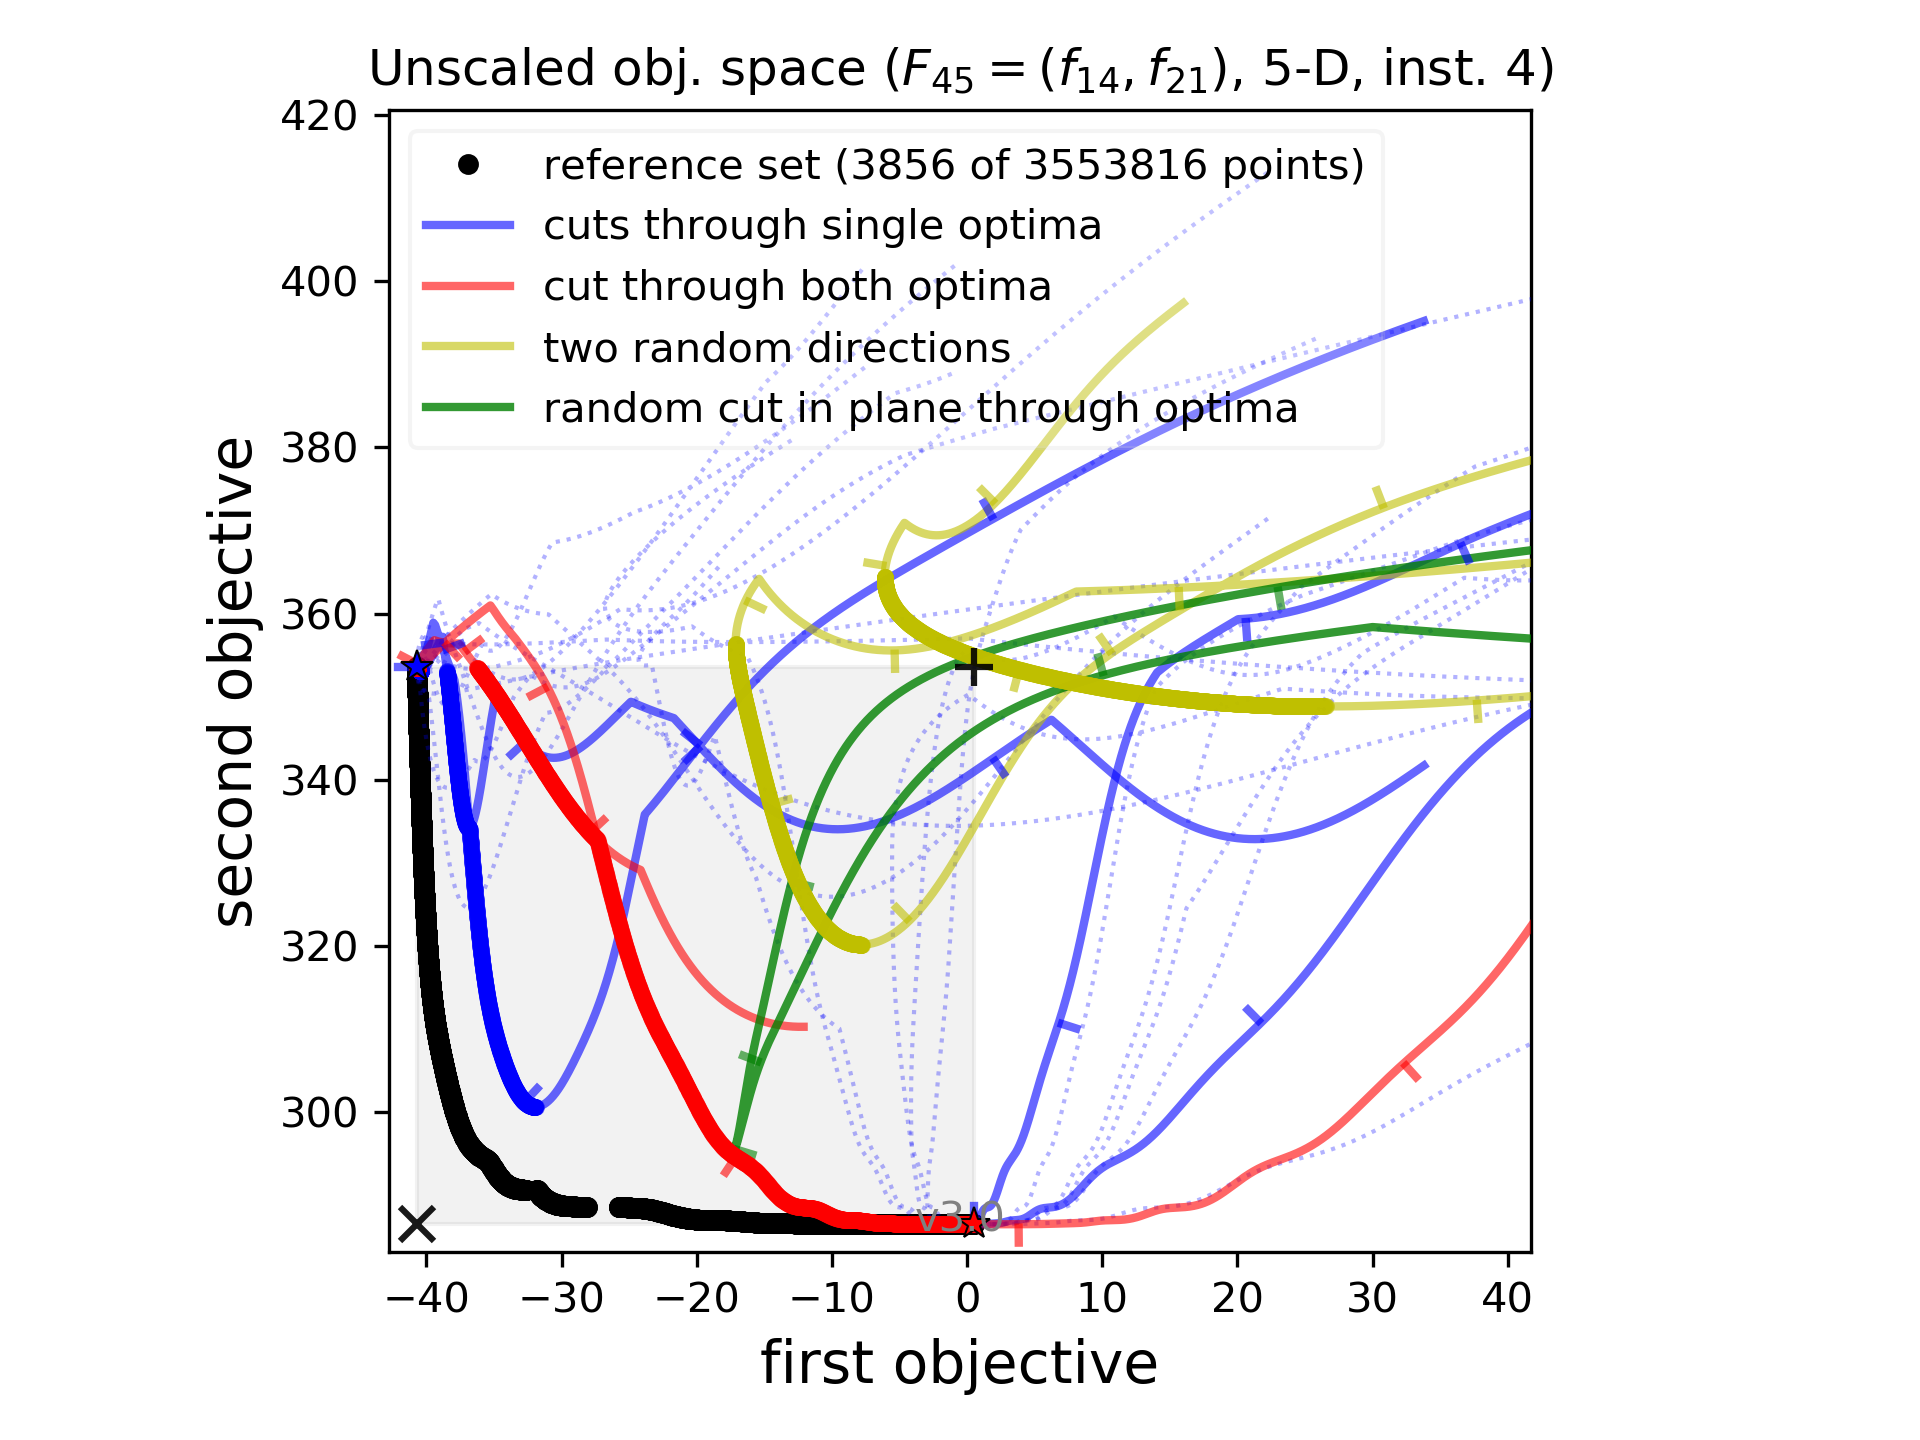 Unscaled obj. space (F45 = (f14, f21), 5-D, inst. 4)
420
400
380
360
340
320
300
second objective
reference set (3856 of 3553816 points)
cuts through single optima
cut through both optima
two random directions
random cut in plane through optima
v3.0
−40 −30 −20 −10 0 10 20 30 40
first objective